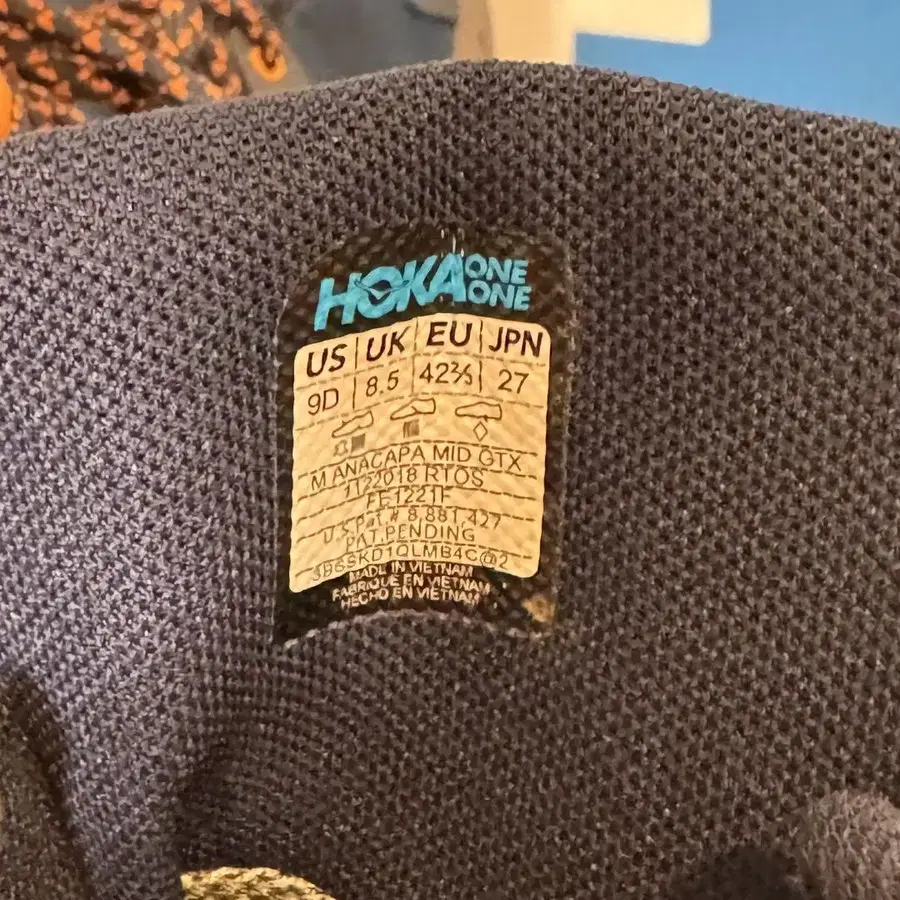 HOKA ONE ONE
US UK EU JPN
9D 8.5 42⅔ 27
M ANACAPA MID GTX
1122018 RTOS
FF1221F
U.S.Pat.# 8,881,427
PAT.PENDING
MADE IN VIETNAM
FABRIQUE EN VIETNAM
HECHO EN VIETNAM